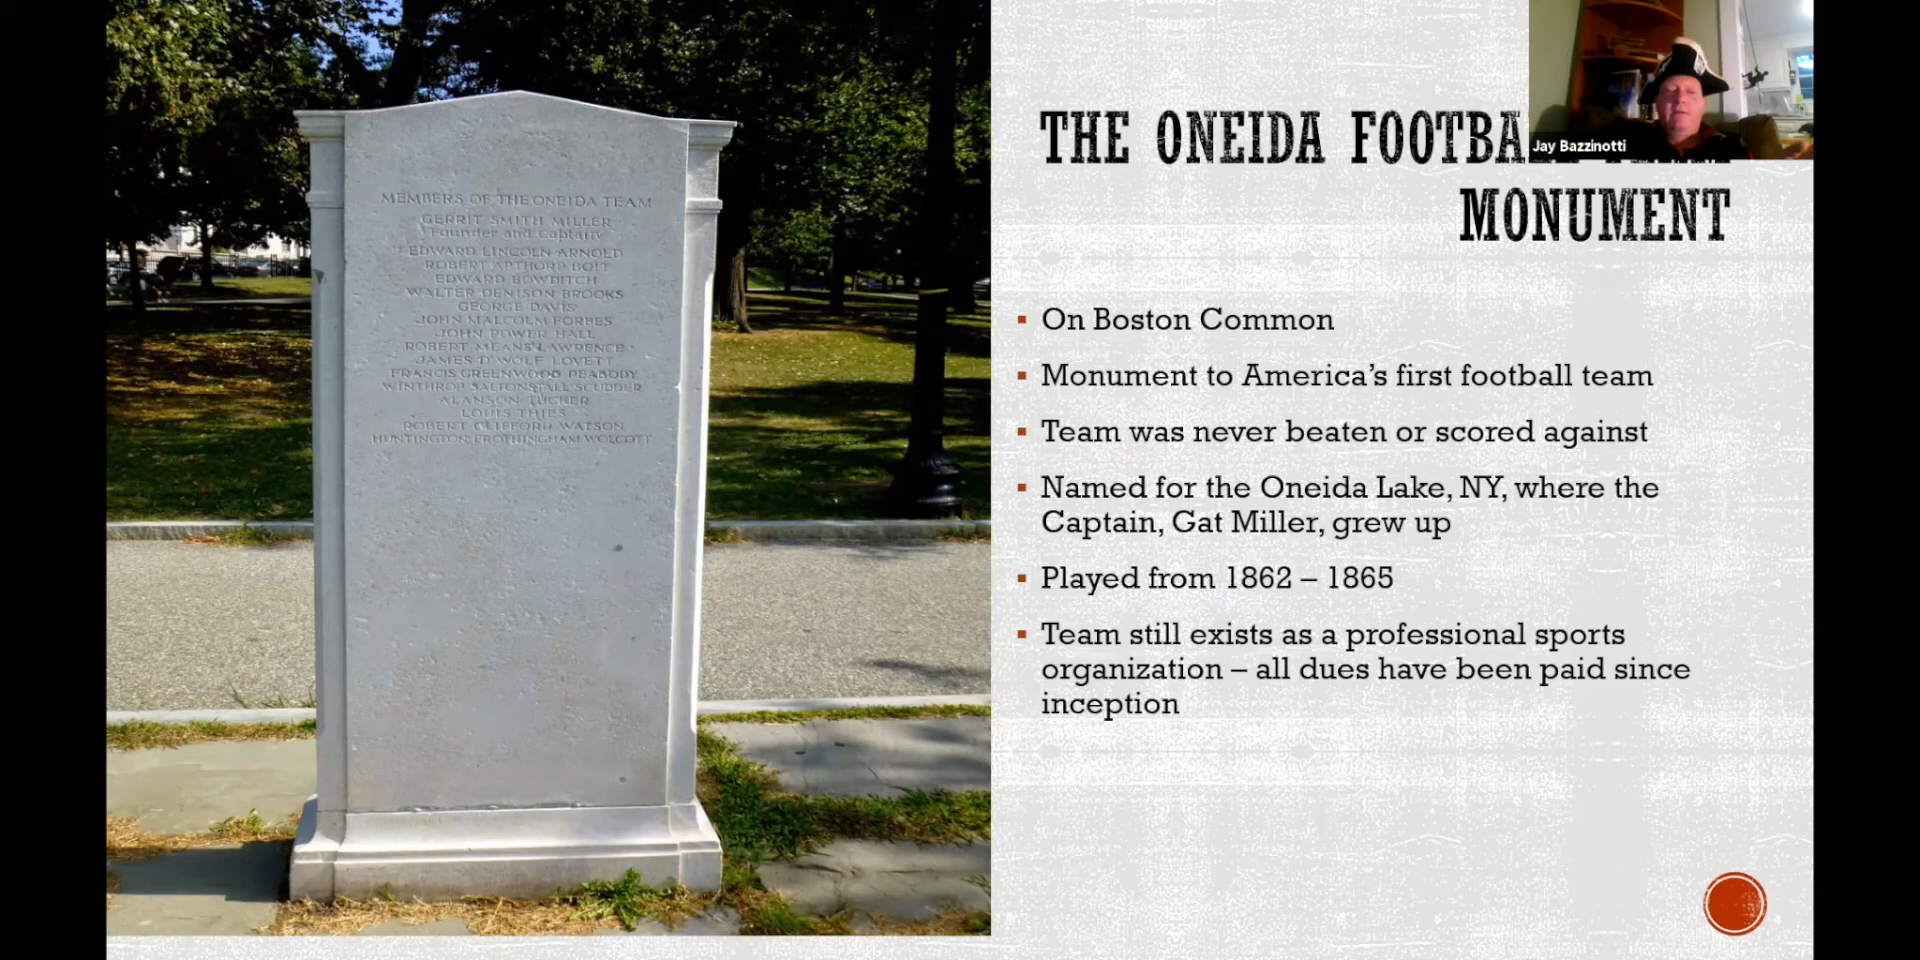 MEMBERS OF THE ONEIDA TEAM
GERRIT SMITH MILLER
Founder and Captain
EDWARD LINCOLN ARNOLD
ROBERT APTHORP BOIT
EDWARD BOWDITCH
WALTER DENISON BROOKS
GEORGE DAVIS
JOHN MALCOLM FORBES
JOHN POWER HALL
ROBERT MEANS LAWRENCE
JAMES D'WOLF LOVETT
FRANCIS GREENWOOD PEABODY
WINTHROP SALTONSTALL SCUDDER
ALANSON TUCKER
LOUIS THIES
ROBERT CLIFFORD WATSON
HUNTINGTON FROTHINGHAM WOLCOTT
Jay Bazzinotti
THE ONEIDA
MONUMENT
▪ On Boston Common
▪ Monument to America's first football team
▪ Team was never beaten or scored against
▪ Named for the Oneida Lake, NY, where the
Captain, Gat Miller, grew up
▪ Played from 1862 – 1865
▪ Team still exists as a professional sports
organization – all dues have been paid since
inception